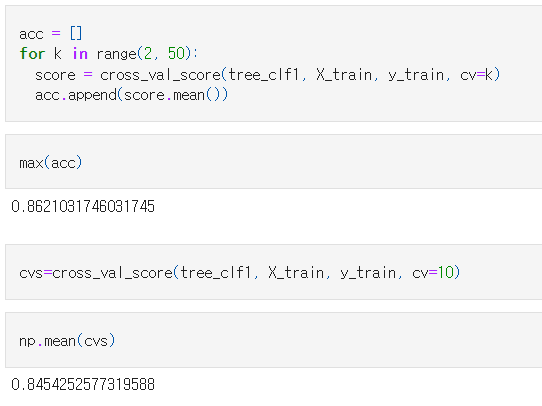 acc = []
for k in range(2, 50):
  score = cross_val_score(tree_clf1, X_train, y_train, cv=k)
  acc.append(score.mean())
max(acc)
0.8621031746031745
cvs=cross_val_score(tree_clf1, X_train, y_train, cv=10)
np.mean(cvs)
0.8454252577319588